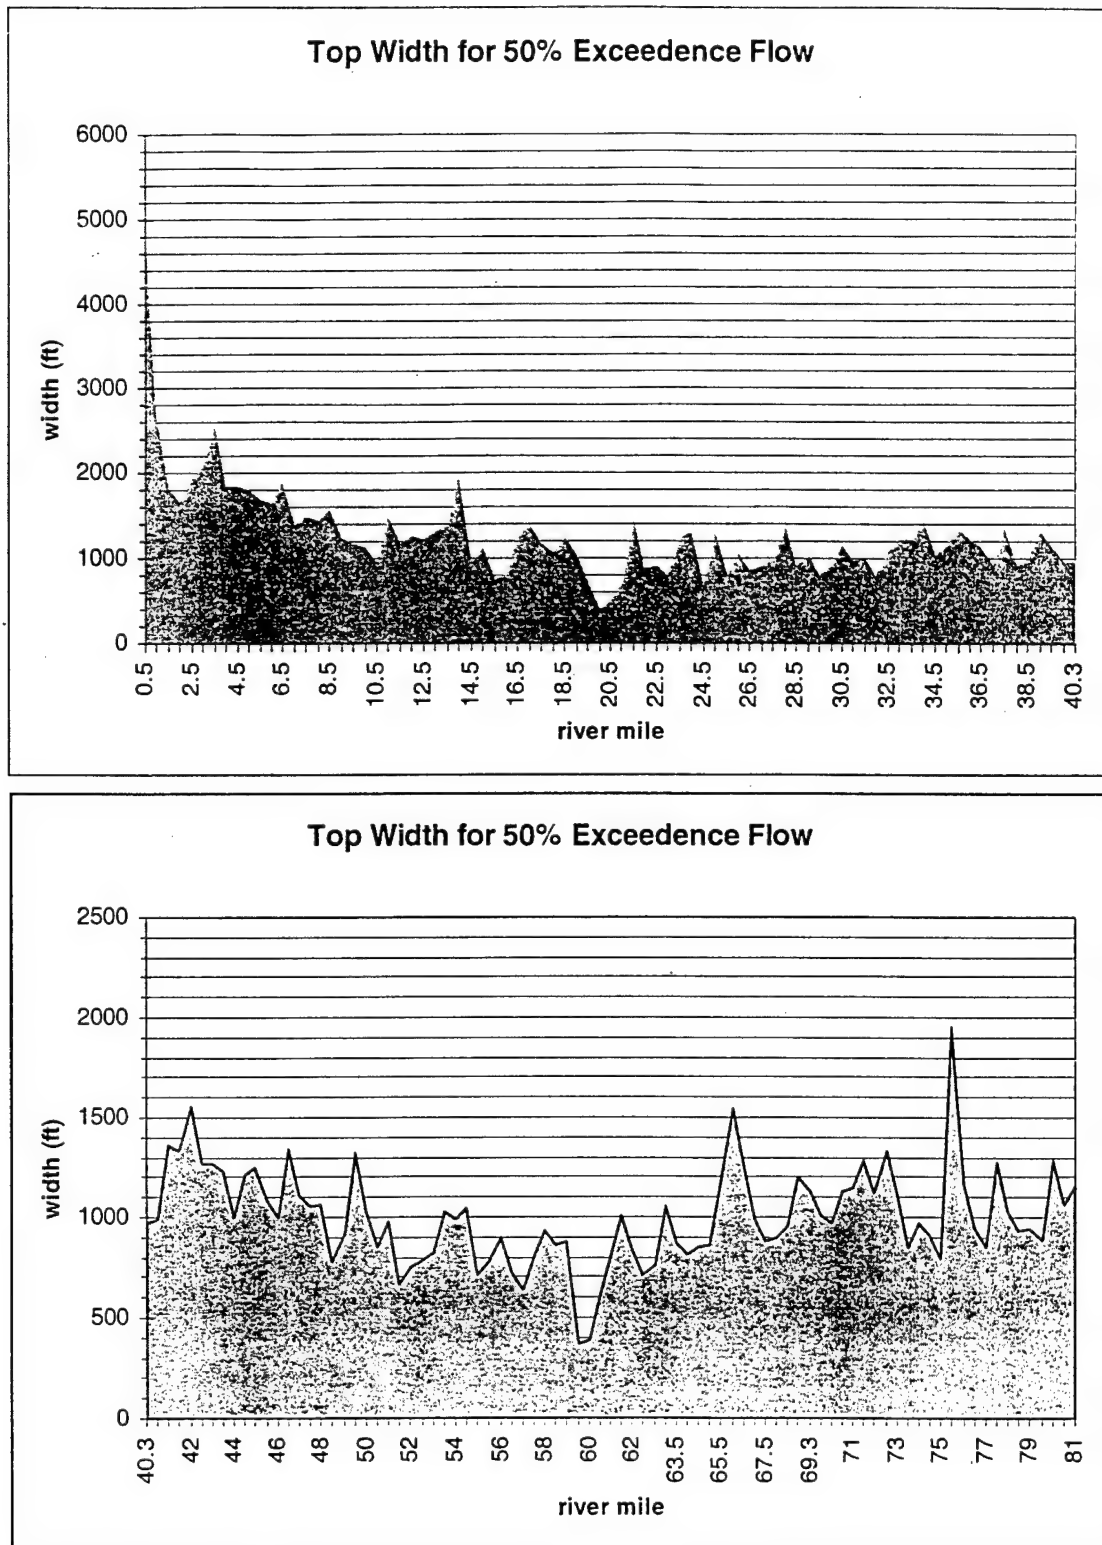 Top Width for 50% Exceedence Flow
6000
5000
4000
3000
2000
1000
0
width (ft)
0.5 2.5 4.5 6.5 8.5 10.5 12.5 14.5 16.5 18.5 20.5 22.5 24.5 26.5 28.5 30.5 32.5 34.5 36.5 38.5 40.3
river mile
Top Width for 50% Exceedence Flow
2500
2000
1500
1000
500
0
width (ft)
40.3 42 44 46 48 50 52 54 56 58 60 62 63.5 65.5 67.5 69.3 71 73 75 77 79 81
river mile